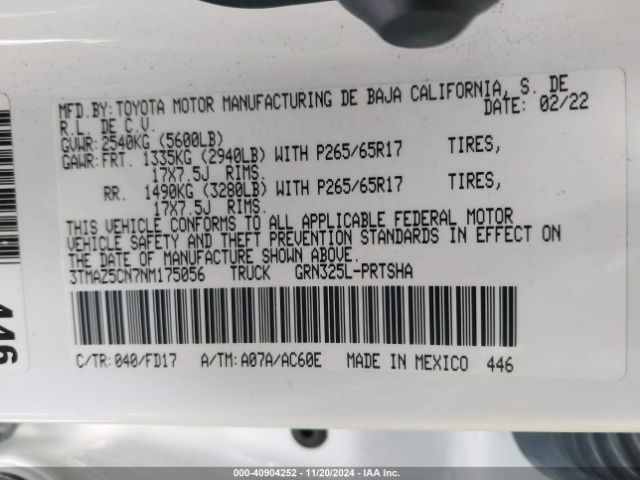 MFD.BY: TOYOTA MOTOR MANUFACTURING DE BAJA CALIFORNIA, S. DE
R.L. DE C.V. DATE: 02/22
GVWR: 2540KG (5600LB)
GAWR: FRT. 1335KG (2940LB) WITH P265/65R17 TIRES,
17X7.5J RIMS.
RR. 1490KG (3280LB) WITH P265/65R17 TIRES,
17X7.5J RIMS.
THIS VEHICLE CONFORMS TO ALL APPLICABLE FEDERAL MOTOR
VEHICLE SAFETY AND THEFT PREVENTION STANDARDS IN EFFECT ON
THE DATE OF MANUFACTURE SHOWN ABOVE.
3TMAZ5CN7NM175056 TRUCK GRN325L-PRTSHA
C/TR: 040/FD17 A/TM: A07A/AC60E MADE IN MEXICO 446
446
000-40904252 | 11/20/2024 | IAA Inc.